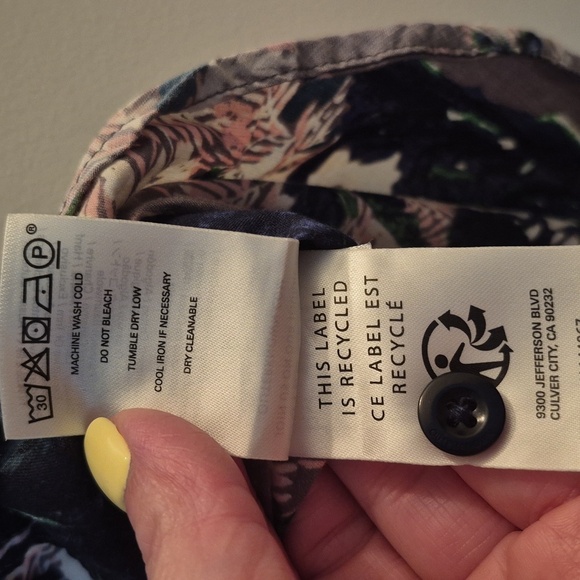 30 P ®
MACHINE WASH COLD
DO NOT BLEACH
TUMBLE DRY LOW
COOL IRON IF NECESSARY
DRY CLEANABLE
THIS LABEL
IS RECYCLED
CE LABEL EST
RECYCLÉ
9300 JEFFERSON BLVD
CULVER CITY, CA 90232